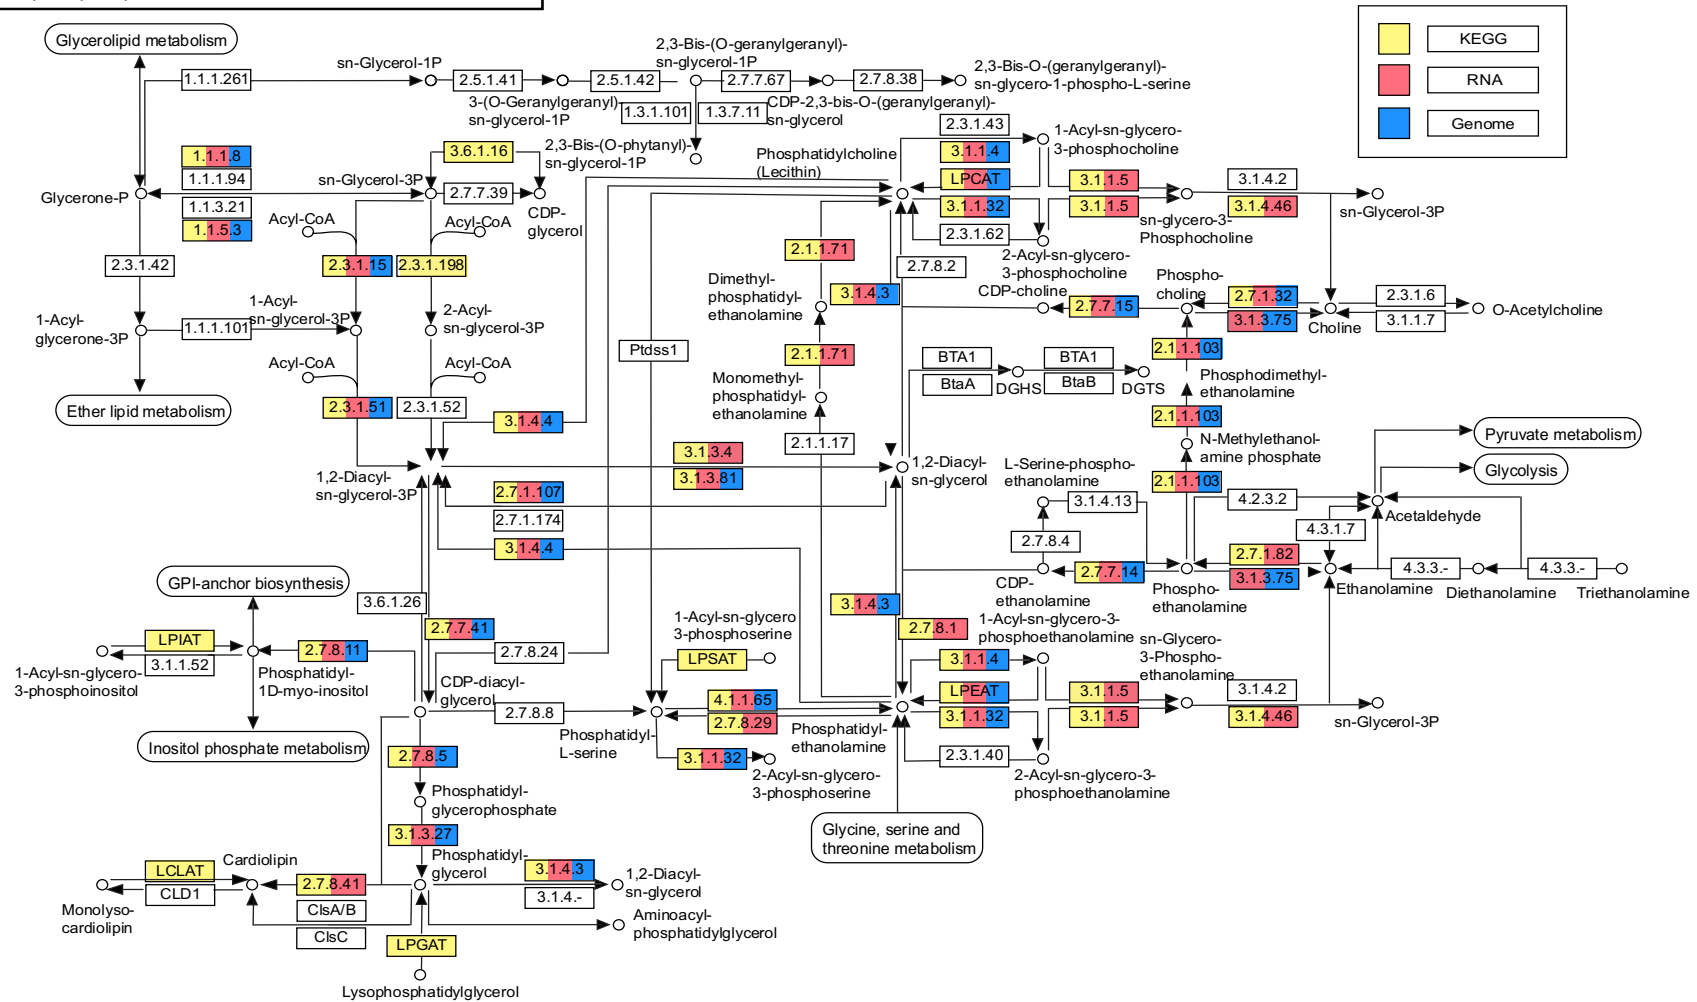 Glycerolipid metabolism
KEGG
RNA
Genome
1.1.1.261
sn-Glycerol-1P
2.5.1.41
3-(O-Geranylgeranyl)-
sn-glycerol-1P
2.5.1.42
2,3-Bis-(O-geranylgeranyl)-
sn-glycerol-1P
2.7.7.67
2.7.8.38
2,3-Bis-O-(geranylgeranyl)-
sn-glycero-1-phospho-L-serine
1.3.1.101
1.3.7.11
CDP-2,3-bis-O-(geranylgeranyl)-
sn-glycerol
2,3-Bis-(O-phytanyl)-
sn-glycerol-1P
1.1.1.8
1.1.1.94
Glycerone-P
1.1.3.21
1.1.5.3
sn-Glycerol-3P
3.6.1.16
2.7.7.39
CDP-
glycerol
Acyl-CoA
Acyl-CoA
2.3.1.42
2.3.1.15
2.3.1.198
1-Acyl-
glycerone-3P
1.1.1.101
1-Acyl-
sn-glycerol-3P
2-Acyl-
sn-glycerol-3P
Acyl-CoA
Acyl-CoA
Ether lipid metabolism
2.3.1.51
2.3.1.52
3.1.4.4
1,2-Diacyl-
sn-glycerol-3P
Phosphatidylcholine
(Lecithin)
2.3.1.43
3.1.1.4
LPCAT
3.1.1.32
2.3.1.62
1-Acyl-sn-glycero-
3-phosphocholine
3.1.1.5
3.1.1.5
sn-glycero-3-
Phosphocholine
3.1.4.2
3.1.4.46
sn-Glycerol-3P
2-Acyl-sn-glycero-
3-phosphocholine
2.7.8.2
2.1.1.71
Dimethyl-
phosphatidyl-
ethanolamine
3.1.4.3
CDP-choline
2.7.7.15
Phospho-
choline
2.7.1.32
3.1.3.75
Choline
2.3.1.6
3.1.1.7
O-Acetylcholine
Ptdss1
2.1.1.71
Monomethyl-
phosphatidyl-
ethanolamine
2.1.1.17
BTA1
BtaA
DGHS
BTA1
BtaB
DGTS
2.1.1.103
Phosphodimethyl-
ethanolamine
2.1.1.103
N-Methylethanol-
amine phosphate
2.1.1.103
Pyruvate metabolism
Glycolysis
3.1.3.4
3.1.3.81
1,2-Diacyl-
sn-glycerol
2.7.1.107
2.7.1.174
3.1.4.4
L-Serine-phospho-
ethanolamine
3.1.4.13
2.7.8.4
4.2.3.2
Acetaldehyde
4.3.1.7
2.7.1.82
3.1.3.75
Ethanolamine
4.3.3.-
Diethanolamine
4.3.3.-
Triethanolamine
CDP-
ethanolamine
2.7.7.14
Phospho-
ethanolamine
GPI-anchor biosynthesis
3.6.1.26
2.7.7.41
2.7.8.24
LPIAT
3.1.1.52
1-Acyl-sn-glycero-
3-phosphoinositol
2.7.8.11
Phosphatidyl-
1D-myo-inositol
Inositol phosphate metabolism
CDP-diacyl-
glycerol
2.7.8.8
1-Acyl-sn-glycero
3-phosphoserine
LPSAT
4.1.1.65
2.7.8.29
Phosphatidyl-
L-serine
3.1.1.32
2-Acyl-sn-glycero-
3-phosphoserine
3.1.4.3
2.7.8.1
1-Acyl-sn-glycero-3-
phosphoethanolamine
3.1.1.4
LPEAT
3.1.1.32
2.3.1.40
Phosphatidyl-
ethanolamine
3.1.1.5
3.1.1.5
sn-Glycero-
3-Phospho-
ethanolamine
3.1.4.2
3.1.4.46
sn-Glycerol-3P
2-Acyl-sn-glycero-3-
phosphoethanolamine
Glycine, serine and
threonine metabolism
2.7.8.5
Phosphatidyl-
glycerophosphate
3.1.3.27
Phosphatidyl-
glycerol
LCLAT
CLD1
Monolyso-
cardiolipin
Cardiolipin
2.7.8.41
ClsA/B
ClsC
3.1.4.3
3.1.4.-
1,2-Diacyl-
sn-glycerol
Aminoacyl-
phosphatidylglycerol
LPGAT
Lysophosphatidylglycerol